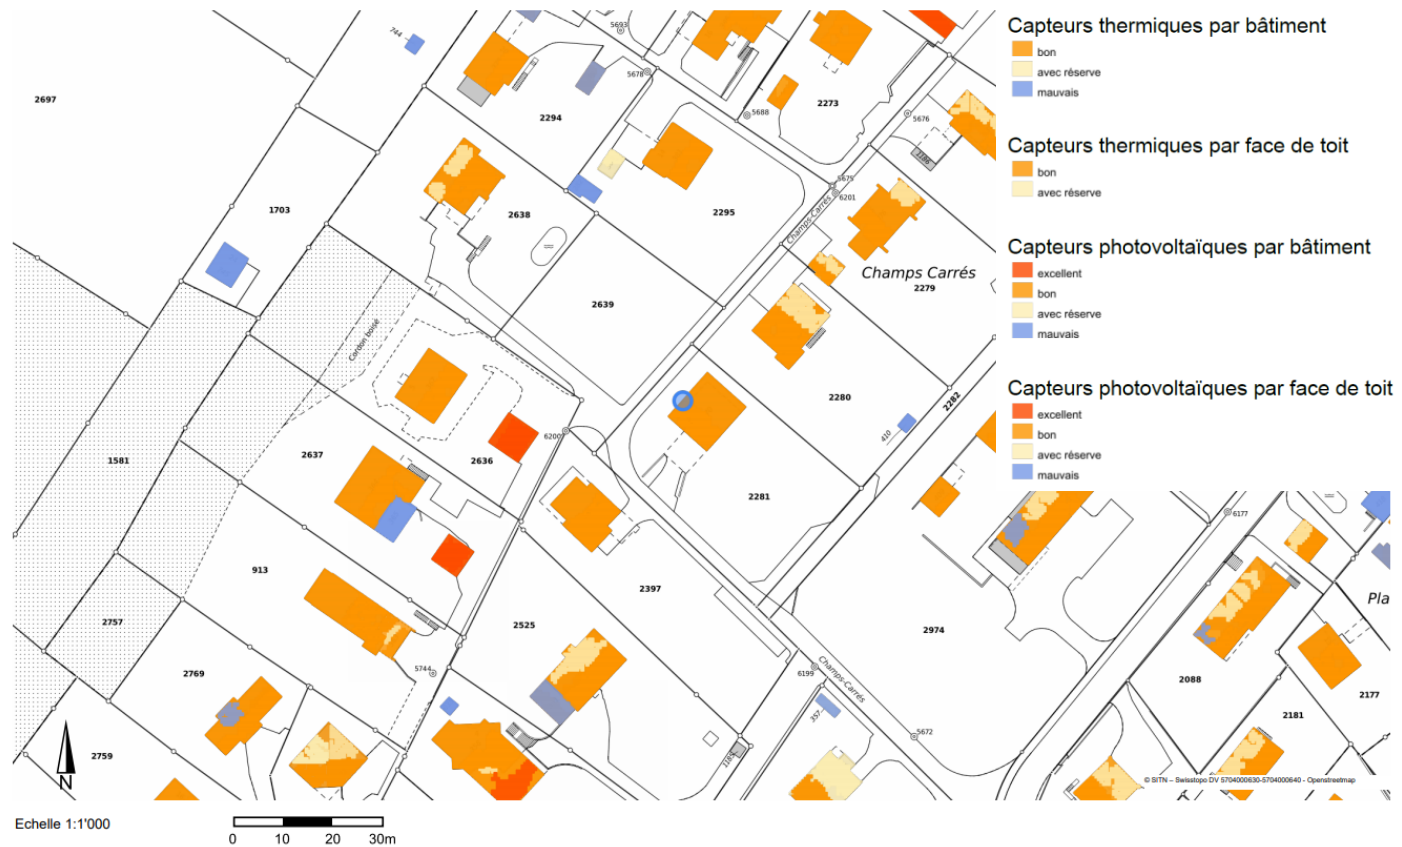 Capteurs thermiques par bâtiment
bon
avec réserve
mauvais
Capteurs thermiques par face de toit
bon
avec réserve
Capteurs photovoltaïques par bâtiment
excellent
bon
avec réserve
mauvais
Capteurs photovoltaïques par face de toit
excellent
bon
avec réserve
mauvais
5693
744
5678
2697
2273
2294
5688
5676
1186
5675
6201
1703
2638
2295
Champs-Carrés
Champs Carrés
2279
2639
Cordon boisé
2280
2282
410
6200
2637
2636
1581
2281
6177
913
2397
Pla
2757
2525
2974
5744
2769
6199
Champs-Carrés
2088
2177
357
2181
5672
2759
1185
N
© SITN – Swisstopo DV 5704000630-5704000640 - Openstreetmap
Echelle 1:1'000
0 10 20 30m